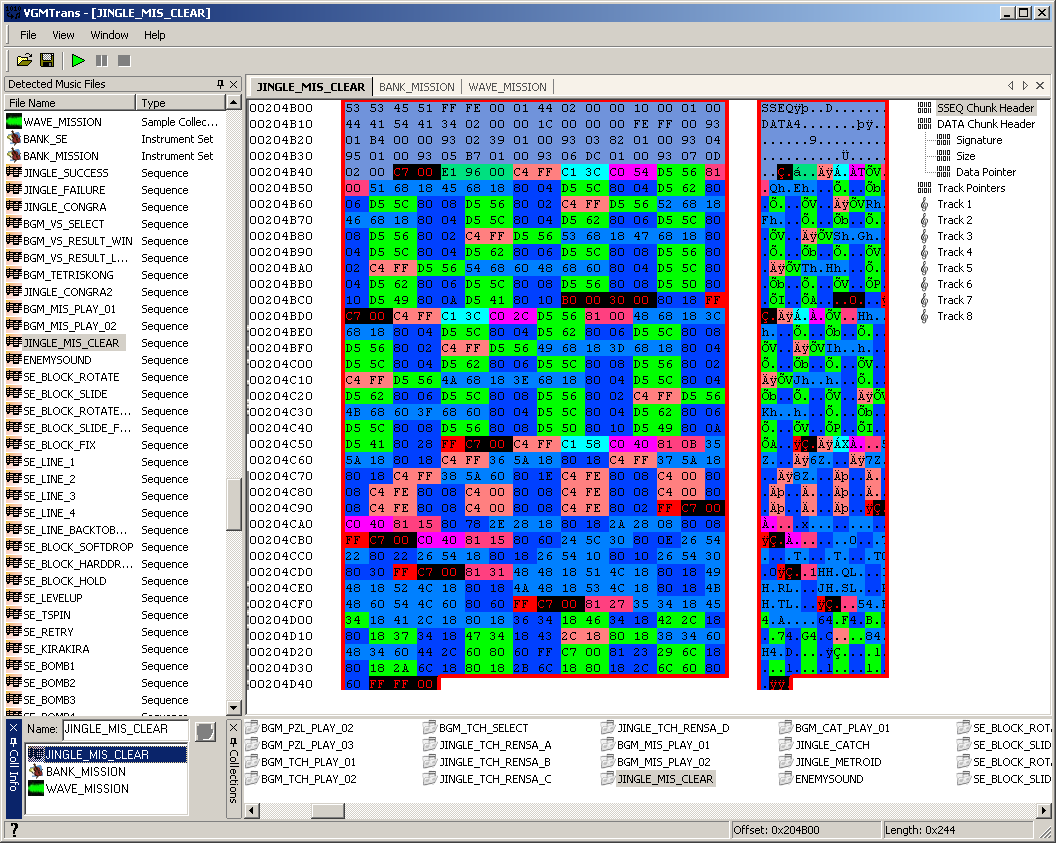 VGMTrans - [JINGLE_MIS_CLEAR]
File View Window Help
Detected Music Files
File Name Type
WAVE_MISSION Sample Collec...
BANK_SE Instrument Set
BANK_MISSION Instrument Set
JINGLE_SUCCESS Sequence
JINGLE_FAILURE Sequence
JINGLE_CONGRA Sequence
BGM_VS_SELECT Sequence
BGM_VS_RESULT_WIN Sequence
BGM_VS_RESULT_L... Sequence
BGM_TETRISKONG Sequence
JINGLE_CONGRA2 Sequence
BGM_MIS_PLAY_01 Sequence
BGM_MIS_PLAY_02 Sequence
JINGLE_MIS_CLEAR Sequence
ENEMYSOUND Sequence
SE_BLOCK_ROTATE Sequence
SE_BLOCK_SLIDE Sequence
SE_BLOCK_ROTATE... Sequence
SE_BLOCK_SLIDE_F... Sequence
SE_BLOCK_FIX Sequence
SE_LINE_1 Sequence
SE_LINE_2 Sequence
SE_LINE_3 Sequence
SE_LINE_4 Sequence
SE_LINE_BACKTOB... Sequence
SE_BLOCK_SOFTDROP Sequence
SE_BLOCK_HARDDR... Sequence
SE_BLOCK_HOLD Sequence
SE_LEVELUP Sequence
SE_TSPIN Sequence
SE_RETRY Sequence
SE_KIRAKIRA Sequence
SE_BOMB1 Sequence
SE_BOMB2 Sequence
SE_BOMB3 Sequence
JINGLE_MIS_CLEAR BANK_MISSION WAVE_MISSION
00204B00 53 53 45 51 FF FE 00 01 44 02 00 00 10 00 01 00 SSEQÿþ..D.......
00204B10 44 41 54 41 34 02 00 00 1C 00 00 00 FE FF 00 93 DATA4.......þÿ..
00204B20 01 B4 00 00 93 02 39 01 00 93 03 82 01 00 93 04
00204B30 95 01 00 93 05 B7 01 00 93 06 DC 01 00 93 07 0D
00204B40 02 00 C7 00 E1 96 00 C4 FF C1 3C C0 54 D5 56 81
00204B50 00 51 68 18 45 68 18 80 04 D5 5C 80 04 D5 62 80
00204B60 06 D5 5C 80 08 D5 5C 80 02 C4 FF D5 56 52 68 18
00204B70 46 68 18 80 04 D5 5C 80 04 D5 62 80 06 D5 5C 80
00204B80 08 D5 56 80 02 C4 FF D5 56 53 68 18 47 68 18 80
00204B90 04 D5 5C 80 04 D5 62 80 06 D5 5C 80 08 D5 56 80
00204BA0 02 C4 FF D5 56 54 68 60 48 68 60 80 04 D5 5C 80
00204BB0 04 D5 62 80 06 D5 5C 80 08 D5 56 80 08 D5 50 80
00204BC0 10 D5 49 80 0A D5 41 80 10 B0 00 30 00 80 18 FF
00204BD0 C7 00 C4 FF C1 3C C0 2C D5 56 81 00 48 68 18 3C
00204BE0 68 18 80 04 D5 5C 80 04 D5 62 80 06 D5 5C 80 08
00204BF0 D5 56 80 02 C4 FF D5 56 49 68 18 3D 68 18 80 04
00204C00 D5 5C 80 04 D5 62 80 06 D5 5C 80 08 D5 56 80 02
00204C10 C4 FF D5 56 4A 68 18 3E 68 18 80 04 D5 5C 80 04
00204C20 D5 62 80 06 D5 5C 80 08 D5 56 80 02 C4 FF D5 56
00204C30 4B 68 60 3F 68 60 80 04 D5 5C 80 04 D5 62 80 06
00204C40 D5 5C 80 08 D5 56 80 08 D5 50 80 10 D5 49 80 0A
00204C50 D5 41 80 28 FF C7 00 C4 FF C1 58 C0 40 81 0B 35
00204C60 5A 18 80 18 C4 FF 36 5A 18 80 18 C4 FF 37 5A 18
00204C70 80 18 C4 FF 38 5A 60 80 1E C4 FE 80 08 C4 00 80
00204C80 08 C4 FE 80 08 C4 00 80 08 C4 FE 80 08 C4 00 80
00204C90 08 C4 FE 80 08 C4 00 80 08 C4 FE 80 02 FF C7 00
00204CA0 C0 40 81 15 80 78 2E 28 18 80 18 2A 28 08 80 58
00204CB0 FF C7 00 C0 40 81 15 80 60 24 5C 30 80 0E 26 54
00204CC0 22 80 22 26 54 18 80 18 26 54 10 80 10 26 54 30
00204CD0 80 30 FF C7 00 81 31 48 48 18 51 4C 18 80 18 49
00204CE0 48 18 52 4C 18 80 18 4A 48 18 53 4C 18 80 18 4B
00204CF0 48 60 54 4C 60 80 60 FF C7 00 81 27 35 34 18 45
00204D00 34 18 41 2C 18 80 18 36 34 18 46 34 18 42 2C 18
00204D10 80 18 37 34 18 47 34 18 43 2C 18 80 18 38 34 60
00204D20 48 34 60 44 2C 60 80 60 FF C7 00 81 23 29 6C 18
00204D30 80 18 2A 6C 18 80 18 2B 6C 18 80 18 2C 6C 60 80
00204D40 60 FF FF 00
SSEQ Chunk Header
DATA Chunk Header
Signature
Size
Data Pointer
Track Pointers
Track 1
Track 2
Track 3
Track 4
Track 5
Track 6
Track 7
Track 8
Coll Info
Name: JINGLE_MIS_CLEAR
JINGLE_MIS_CLEAR
BANK_MISSION
WAVE_MISSION
Collections
BGM_PZL_PLAY_02 BGM_TCH_SELECT JINGLE_TCH_RENSA_D BGM_CAT_PLAY_01 SE_BLOCK_ROT
BGM_PZL_PLAY_03 JINGLE_TCH_RENSA_A BGM_MIS_PLAY_01 JINGLE_CATCH SE_BLOCK_SLID
BGM_TCH_PLAY_01 JINGLE_TCH_RENSA_B BGM_MIS_PLAY_02 JINGLE_METROID SE_BLOCK_ROT
BGM_TCH_PLAY_02 JINGLE_TCH_RENSA_C JINGLE_MIS_CLEAR ENEMYSOUND SE_BLOCK_SLID
? Offset: 0x204B00 Length: 0x244